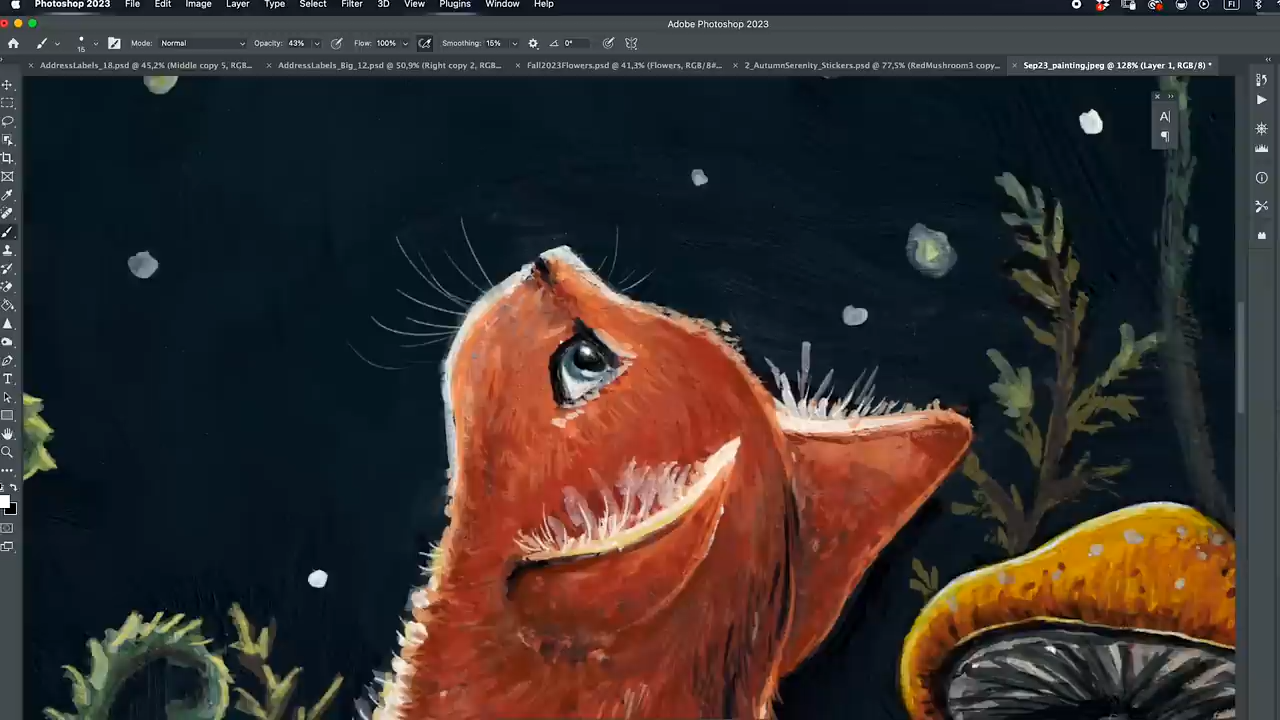 Photoshop 2023 File Edit Image Layer Type Select Filter 3D View Plugins Window Help FI
Adobe Photoshop 2023
15 Mode: Normal Opacity: 43% Flow: 100% Smoothing: 15% 0°
AddressLabels_18.psd @ 45,2% (Middle copy 5, RGB... AddressLabels_Big_12.psd @ 50,9% (Right copy 2, RGB... Fall2023Flowers.psd @ 41,3% (Flowers, RGB/8#... 2_AutumnSerenity_Stickers.psd @ 77,5% (RedMushroom3 copy... Sep23_painting.jpeg @ 128% (Layer 1, RGB/8) *